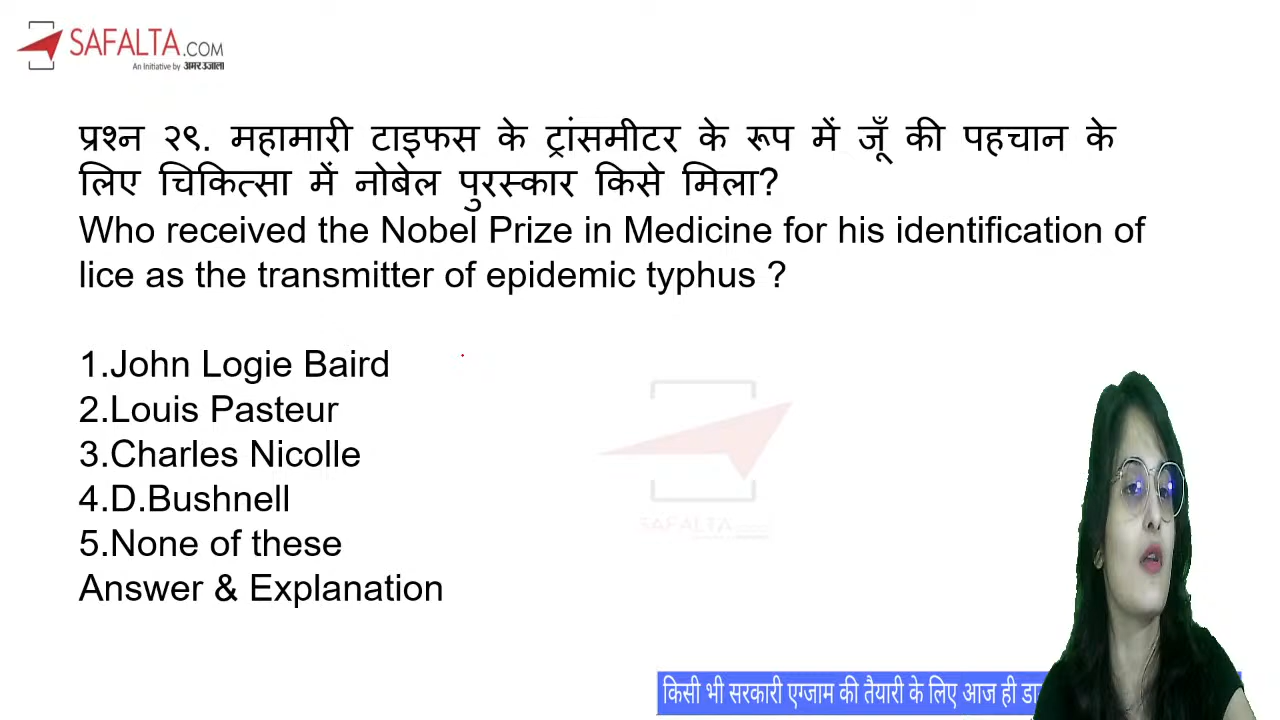 SAFALTA.COM
An Initiative by अमर उजाला
प्रश्न २९. महामारी टाइफस के ट्रांसमीटर के रूप में जूँ की पहचान के
लिए चिकित्सा में नोबेल पुरस्कार किसे मिला?
Who received the Nobel Prize in Medicine for his identification of
lice as the transmitter of epidemic typhus ?
1.John Logie Baird
2.Louis Pasteur
3.Charles Nicolle
4.D.Bushnell
5.None of these
Answer & Explanation
SAFALTA
किसी भी सरकारी एग्जाम की तैयारी के लिए आज ही